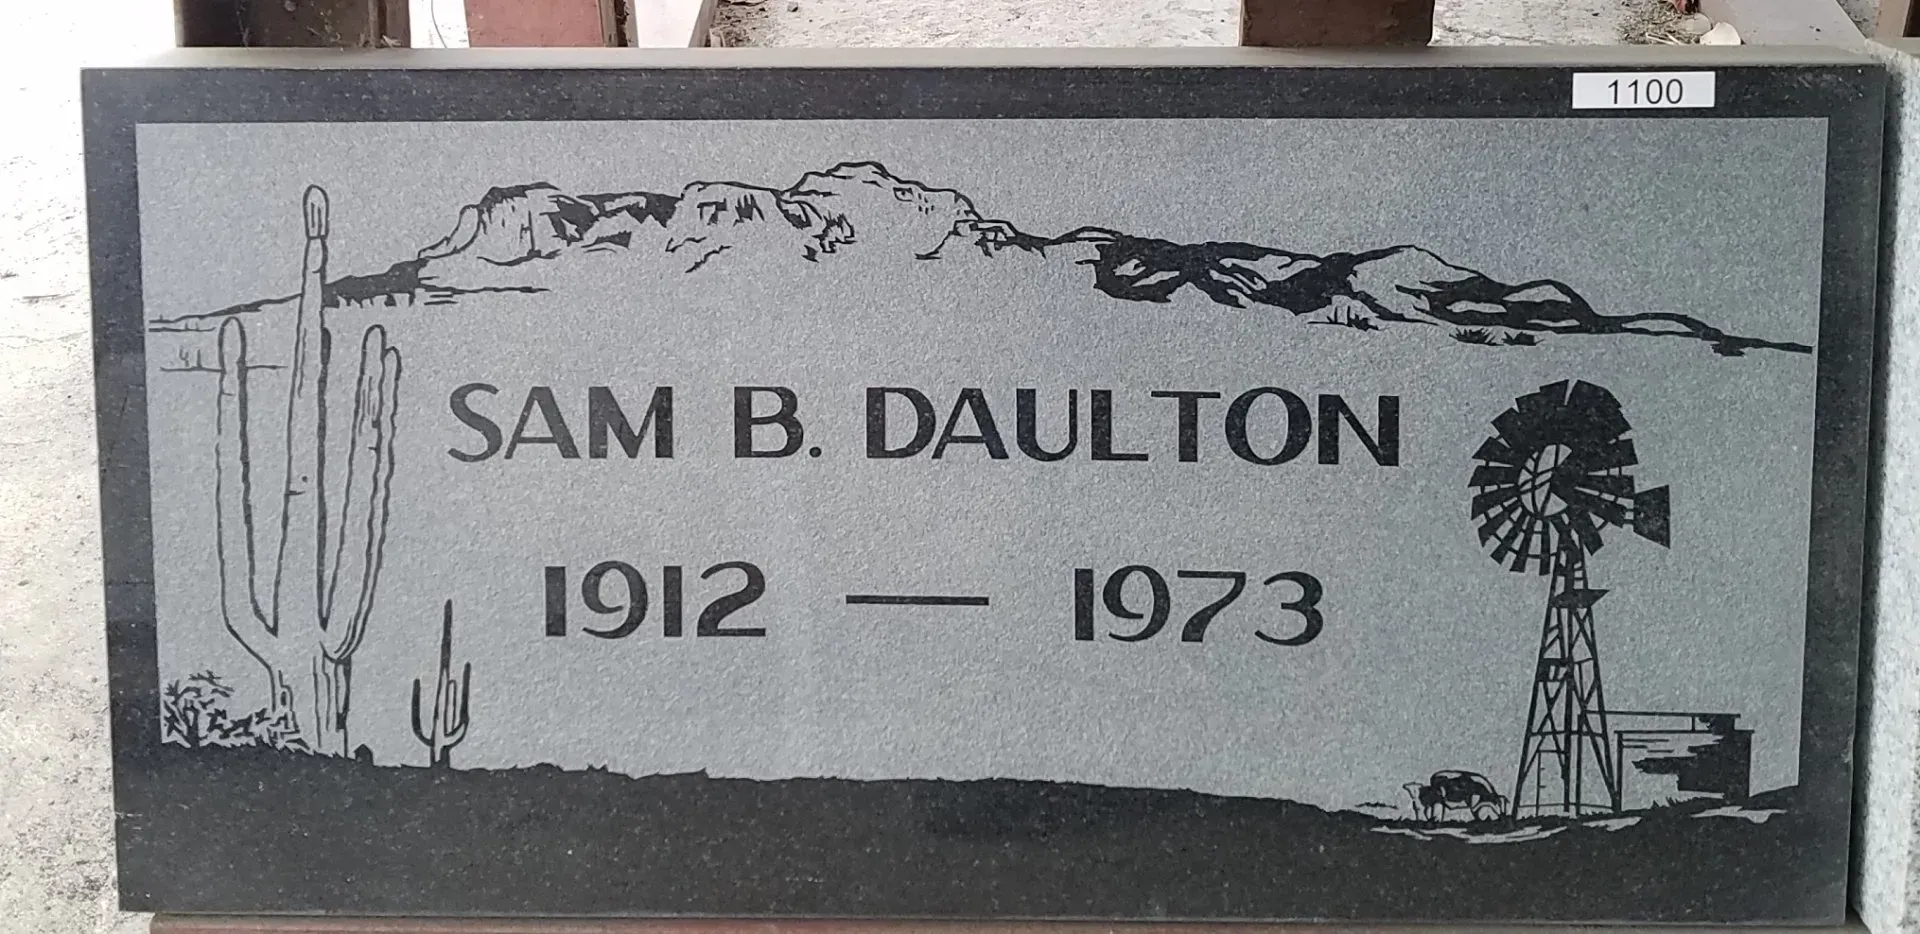 1100
SAM B. DAULTON
1912 — 1973